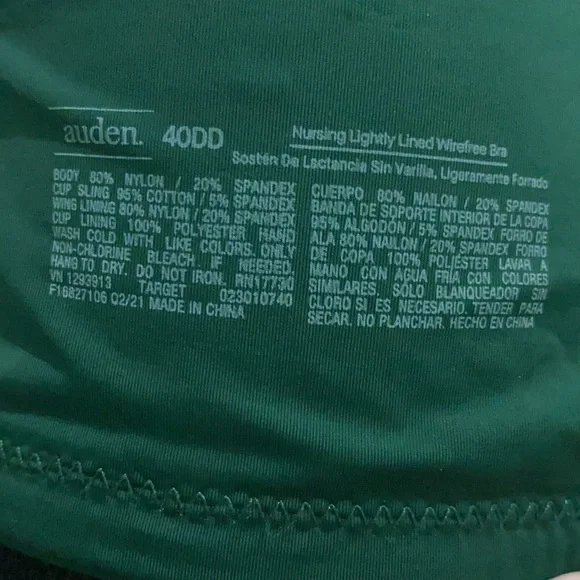 auden. 40DD
Nursing Lightly Lined Wirefree Bra
Sostén De Lactancia Sin Varilla, Ligeramente Forrado
BODY 80% NYLON / 20% SPANDEX
CUP SLING 95% COTTON / 5% SPANDEX
WING LINING 80% NYLON / 20% SPANDEX
CUP LINING 100% POLYESTER HAND
WASH COLD WITH LIKE COLORS. ONLY
NON-CHLORINE BLEACH IF NEEDED.
HANG TO DRY. DO NOT IRON. RN17730
VN 1293913 TARGET 023010740
F16827106 02/21 MADE IN CHINA
CUERPO 80% NAILON / 20% SPANDEX
BANDA DE SOPORTE INTERIOR DE LA COPA
95% ALGODÓN / 5% SPANDEX FORRO DE
ALA 80% NAILON / 20% SPANDEX FORRO
DE COPA 100% POLIÉSTER LAVAR A
MANO CON AGUA FRÍA CON COLORES
SIMILARES. SÓLO BLANQUEADOR SIN
CLORO SI ES NECESARIO. TENDER PARA
SECAR. NO PLANCHAR. HECHO EN CHINA